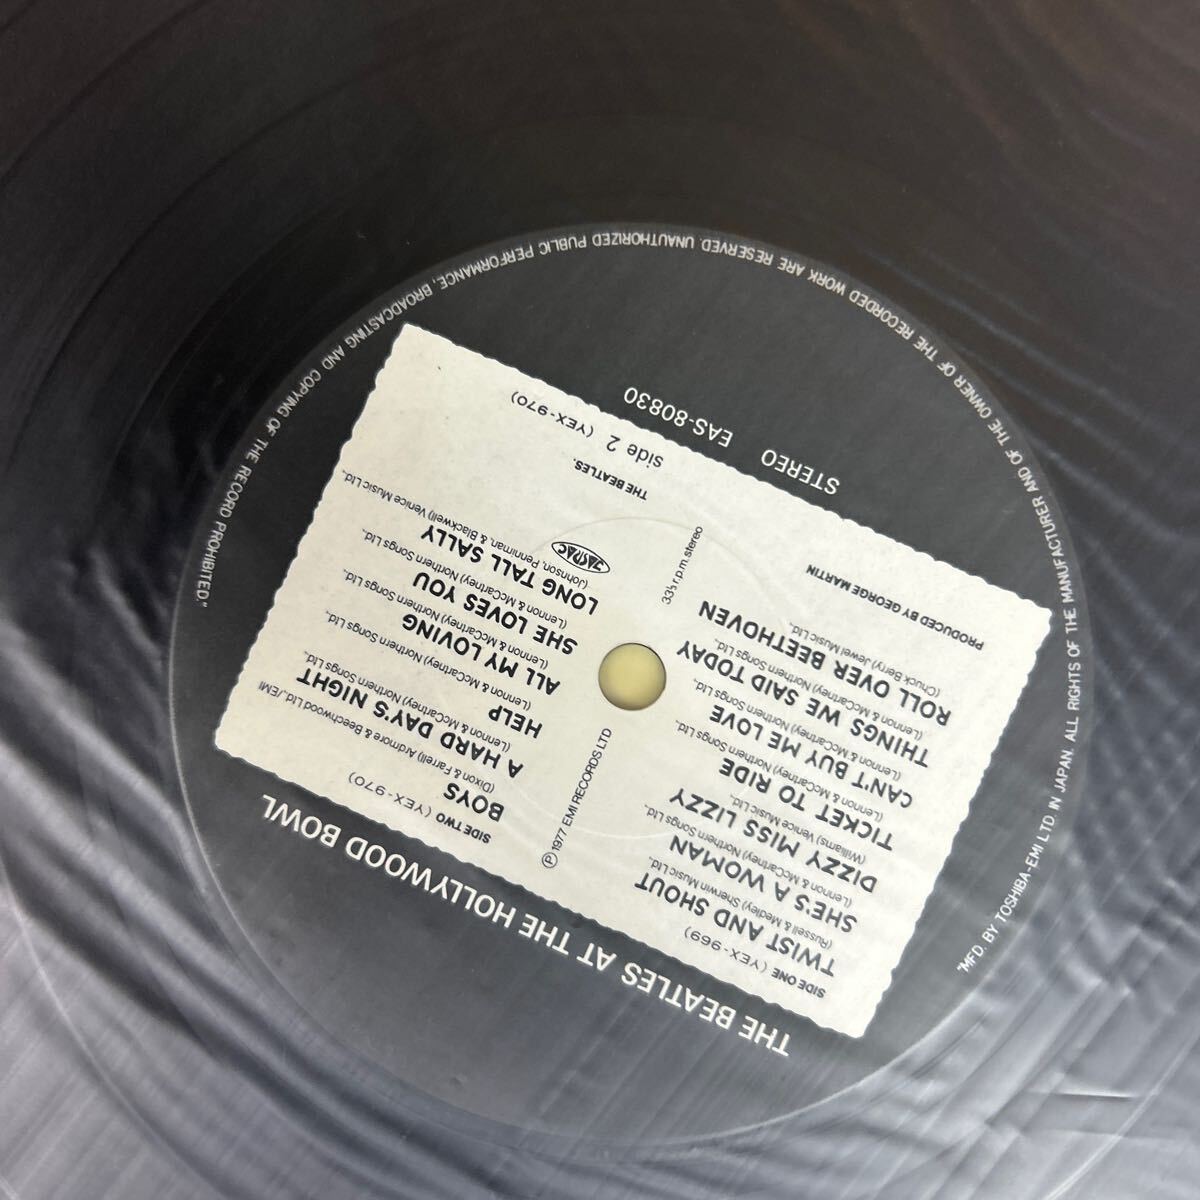 THE BEATLES AT THE HOLLYWOOD BOWL
SIDE ONE (YEX-969)
TWIST AND SHOUT
(Russell & Medley) Sherwin Music Ltd.,
SHE'S A WOMAN
(Lennon & McCartney) Northern Songs Ltd.,
DIZZY MISS LIZZY
(Williams) Venice Music Ltd.,
TICKET TO RIDE
(Lennon & McCartney) Northern Songs Ltd.,
CAN'T BUY ME LOVE
(Lennon & McCartney) Northern Songs Ltd.,
THINGS WE SAID TODAY
(Lennon & McCartney) Northern Songs Ltd.,
ROLL OVER BEETHOVEN
(Chuck Berry) Jewel Music Ltd.,
PRODUCED BY GEORGE MARTIN
℗ 1977 EMI RECORDS LTD
33⅓ r.p.m. stereo
SIDE TWO (YEX-970)
BOYS
(Dixon & Farrell) Ardmore & Beechwood Ltd./EMI
A HARD DAY'S NIGHT
(Lennon & McCartney) Northern Songs Ltd.,
HELP
(Lennon & McCartney) Northern Songs Ltd.,
ALL MY LOVING
(Lennon & McCartney) Northern Songs Ltd.,
SHE LOVES YOU
(Lennon & McCartney) Northern Songs Ltd.,
LONG TALL SALLY
(Johnson, Penniman, & Blackwell) Venice Music Ltd.,
JASRAC
THE BEATLES.
side 2 (YEX-970)
STEREO EAS-80830
"MFD. BY TOSHIBA-EMI LTD. IN JAPAN. ALL RIGHTS OF THE MANUFACTURER AND OF THE OWNER OF THE RECORDED WORK ARE RESERVED. UNAUTHORIZED PUBLIC PERFORMANCE, BROADCASTING AND COPYING OF THE RECORD PROHIBITED."